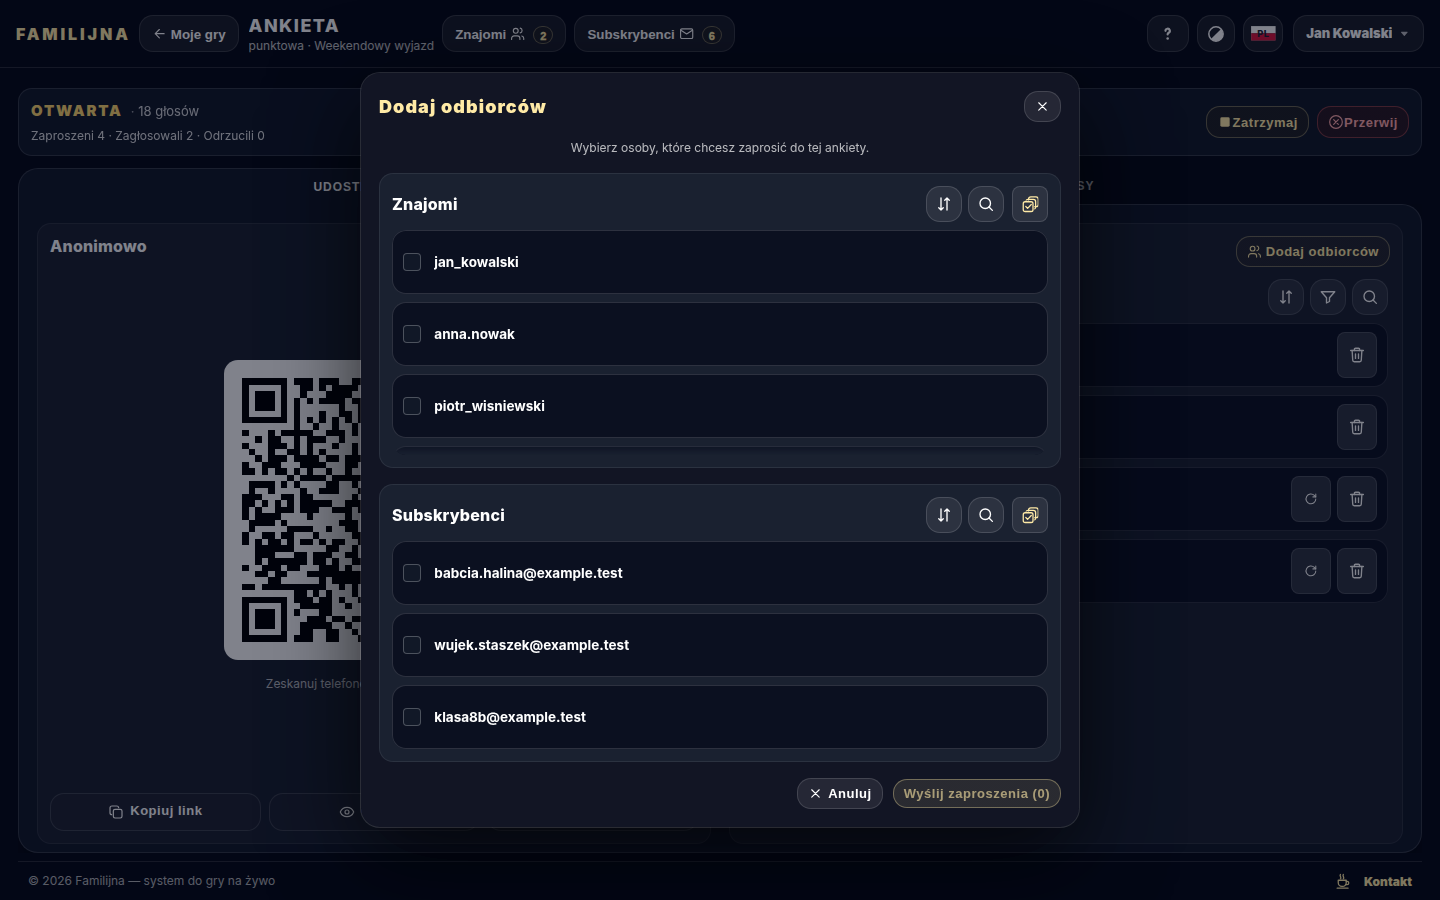 FAMILIJNA
Moje gry
ANKIETA
punktowa · Weekendowy wyjazd
Znajomi 2
Subskrybenci 6
?
PL
Jan Kowalski
OTWARTA · 18 głosów
Zaproszeni 4 · Zagłosowali 2 · Odrzucili 0
Zatrzymaj
Przerwij
Anonimowo
Dodaj odbiorców
Dodaj odbiorców
Wybierz osoby, które chcesz zaprosić do tej ankiety.
Znajomi
jan_kowalski
anna.nowak
piotr_wisniewski
Subskrybenci
babcia.halina@example.test
wujek.staszek@example.test
klasa8b@example.test
Anuluj
Wyślij zaproszenia (0)
Zeskanuj
Kopiuj link
© 2026 Familijna — system do gry na żywo
Kontakt